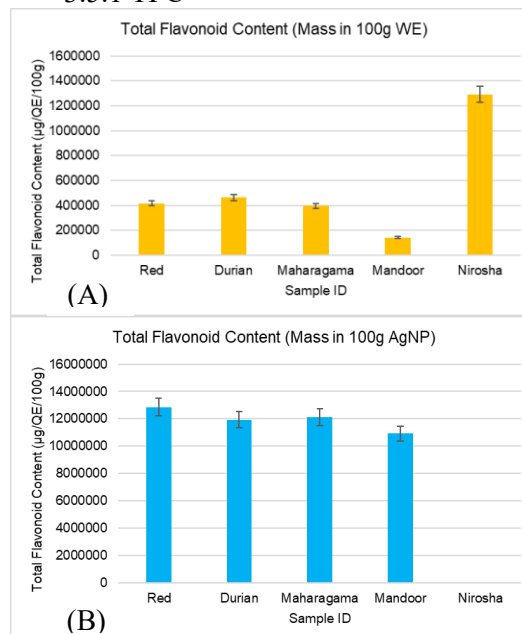 Total Flavonoid Content (Mass in 100g WE)
Total Flavonoid Content (µg/QE/100g)
1600000
1400000
1200000
1000000
800000
600000
400000
200000
0
Red Durian Maharagama Mandoor Nirosha
Sample ID
(A)
Total Flavonoid Content (Mass in 100g AgNP)
Total Flavonoid Content (µg/QE/100g)
16000000
14000000
12000000
10000000
8000000
6000000
4000000
2000000
0
Red Durian Maharagama Mandoor Nirosha
Sample ID
(B)